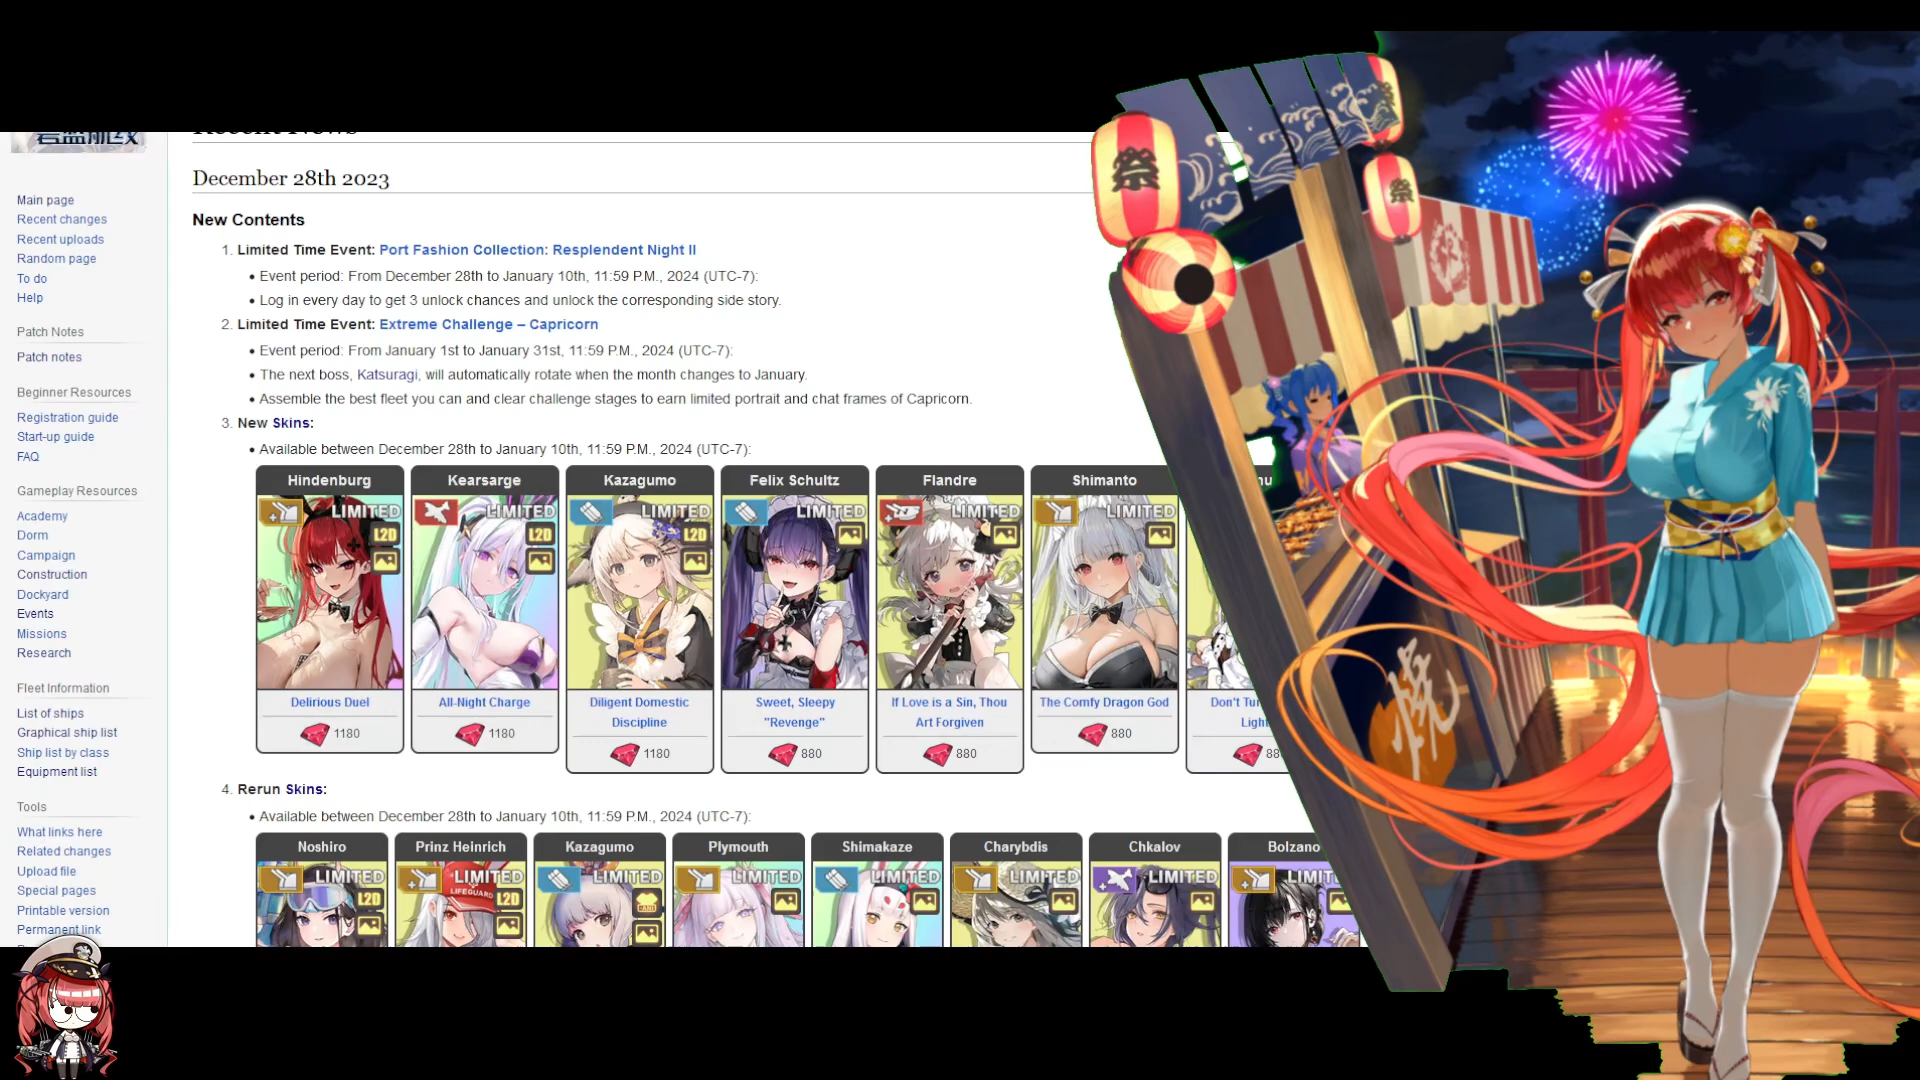 Recent News
碧蓝航线
December 28th 2023
New Contents
1. Limited Time Event: Port Fashion Collection: Resplendent Night II
• Event period: From December 28th to January 10th, 11:59 P.M., 2024 (UTC-7):
• Log in every day to get 3 unlock chances and unlock the corresponding side story.
2. Limited Time Event: Extreme Challenge – Capricorn
• Event period: From January 1st to January 31st, 11:59 P.M., 2024 (UTC-7):
• The next boss, Katsuragi, will automatically rotate when the month changes to January.
• Assemble the best fleet you can and clear challenge stages to earn limited portrait and chat frames of Capricorn.
3. New Skins:
• Available between December 28th to January 10th, 11:59 P.M., 2024 (UTC-7):
Hindenburg Kearsarge Kazagumo Felix Schultz Flandre Shimanto
LIMITED LIMITED LIMITED LIMITED LIMITED LIMITED
L2D L2D L2D
Delirious Duel All-Night Charge Diligent Domestic Discipline Sweet, Sleepy "Revenge" If Love is a Sin, Thou Art Forgiven The Comfy Dragon God Don't
1180 1180 1180 880 880 880
4. Rerun Skins:
• Available between December 28th to January 10th, 11:59 P.M., 2024 (UTC-7):
Noshiro Prinz Heinrich Kazagumo Plymouth Shimakaze Charybdis Chkalov Bolzano
LIMITED LIMITED LIMITED LIMITED LIMITED LIMITED LIMITED
LIFEGUARD
L2D L2D
Main page
Recent changes
Recent uploads
Random page
To do
Help
Patch Notes
Patch notes
Beginner Resources
Registration guide
Start-up guide
FAQ
Gameplay Resources
Academy
Dorm
Campaign
Construction
Dockyard
Events
Missions
Research
Fleet Information
List of ships
Graphical ship list
Ship list by class
Equipment list
Tools
What links here
Related changes
Upload file
Special pages
Printable version
Permanent link
祭
祭
祭
焼